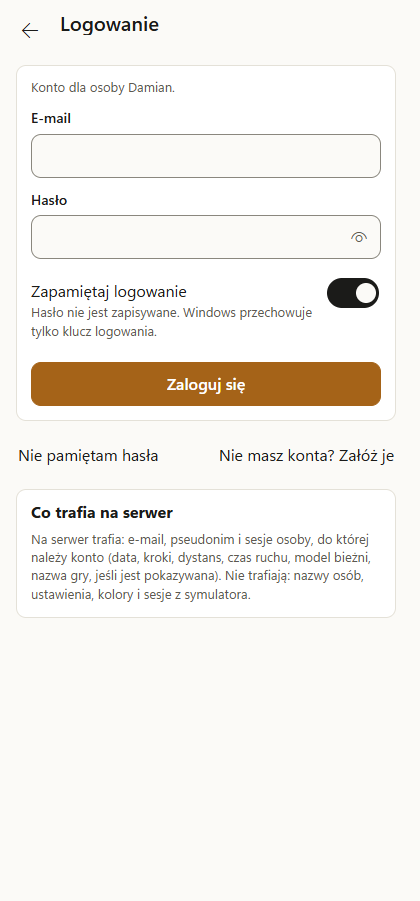 Logowanie
Konto dla osoby Damian.
E-mail
Hasło
Zapamiętaj logowanie
Hasło nie jest zapisywane. Windows przechowuje
tylko klucz logowania.
Zaloguj się
Nie pamiętam hasła
Nie masz konta? Załóż je
Co trafia na serwer
Na serwer trafia: e-mail, pseudonim i sesje osoby, do której
należy konto (data, kroki, dystans, czas ruchu, model bieżni,
nazwa gry, jeśli jest pokazywana). Nie trafiają: nazwy osób,
ustawienia, kolory i sesje z symulatora.